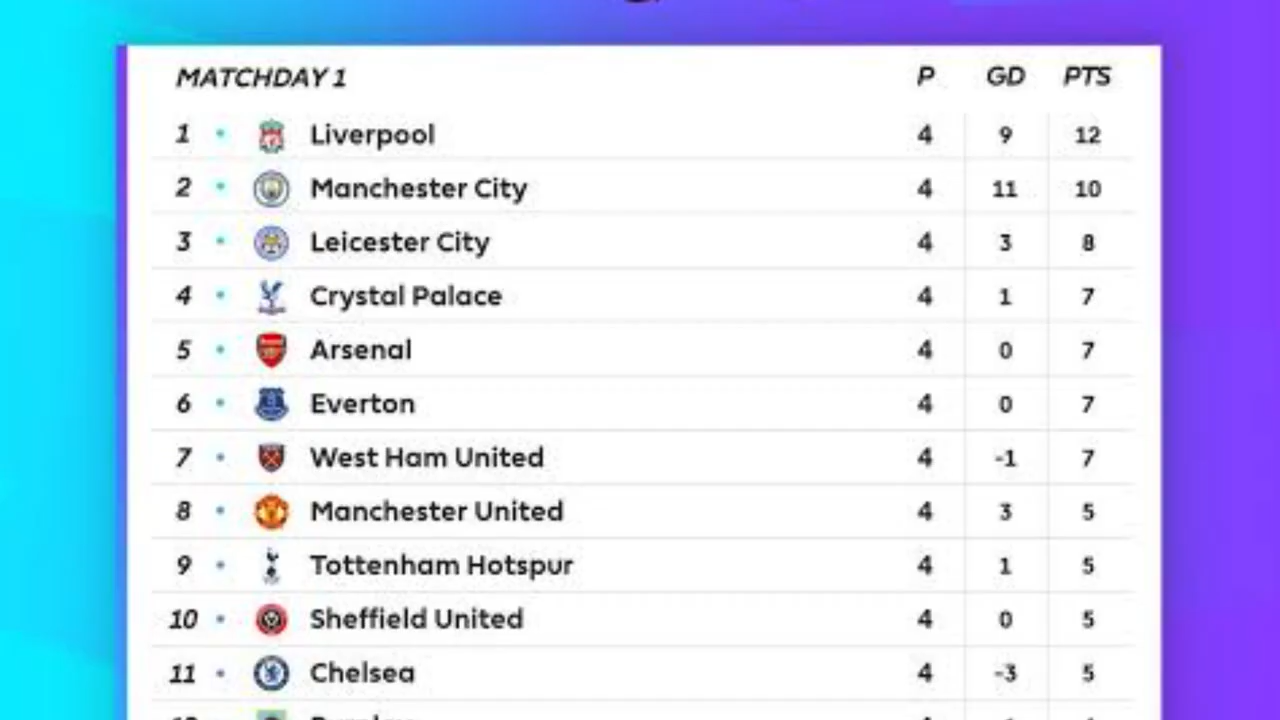 MATCHDAY 1 P GD PTS
1 Liverpool 4 9 12
2 Manchester City 4 11 10
3 Leicester City 4 3 8
4 Crystal Palace 4 1 7
5 Arsenal 4 0 7
6 Everton 4 0 7
7 West Ham United 4 -1 7
8 Manchester United 4 3 5
9 Tottenham Hotspur 4 1 5
10 Sheffield United 4 0 5
11 Chelsea 4 -3 5